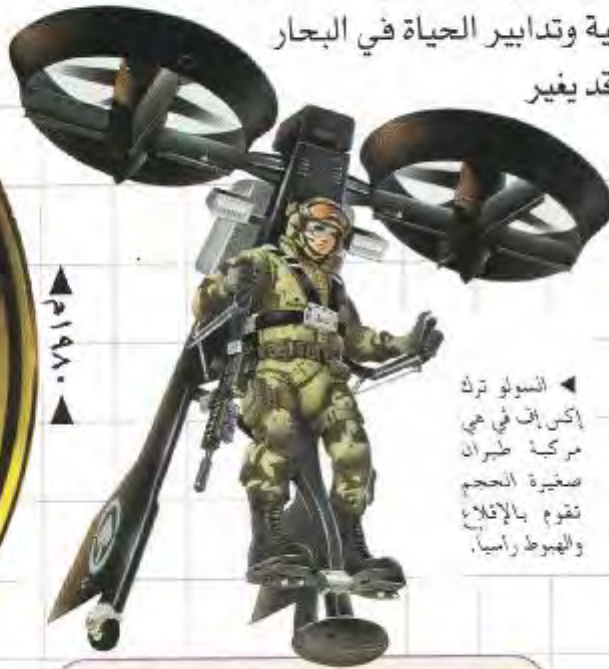 ية وتدابير الحياة في البحار
قد يغير
◀ ١٩٨٠م ◀
◀ السولو ترك
إكس إف في هي
مركبة طيران
صغيرة الحجم
تقوم بالإقلاع
والهبوط رأسيا.